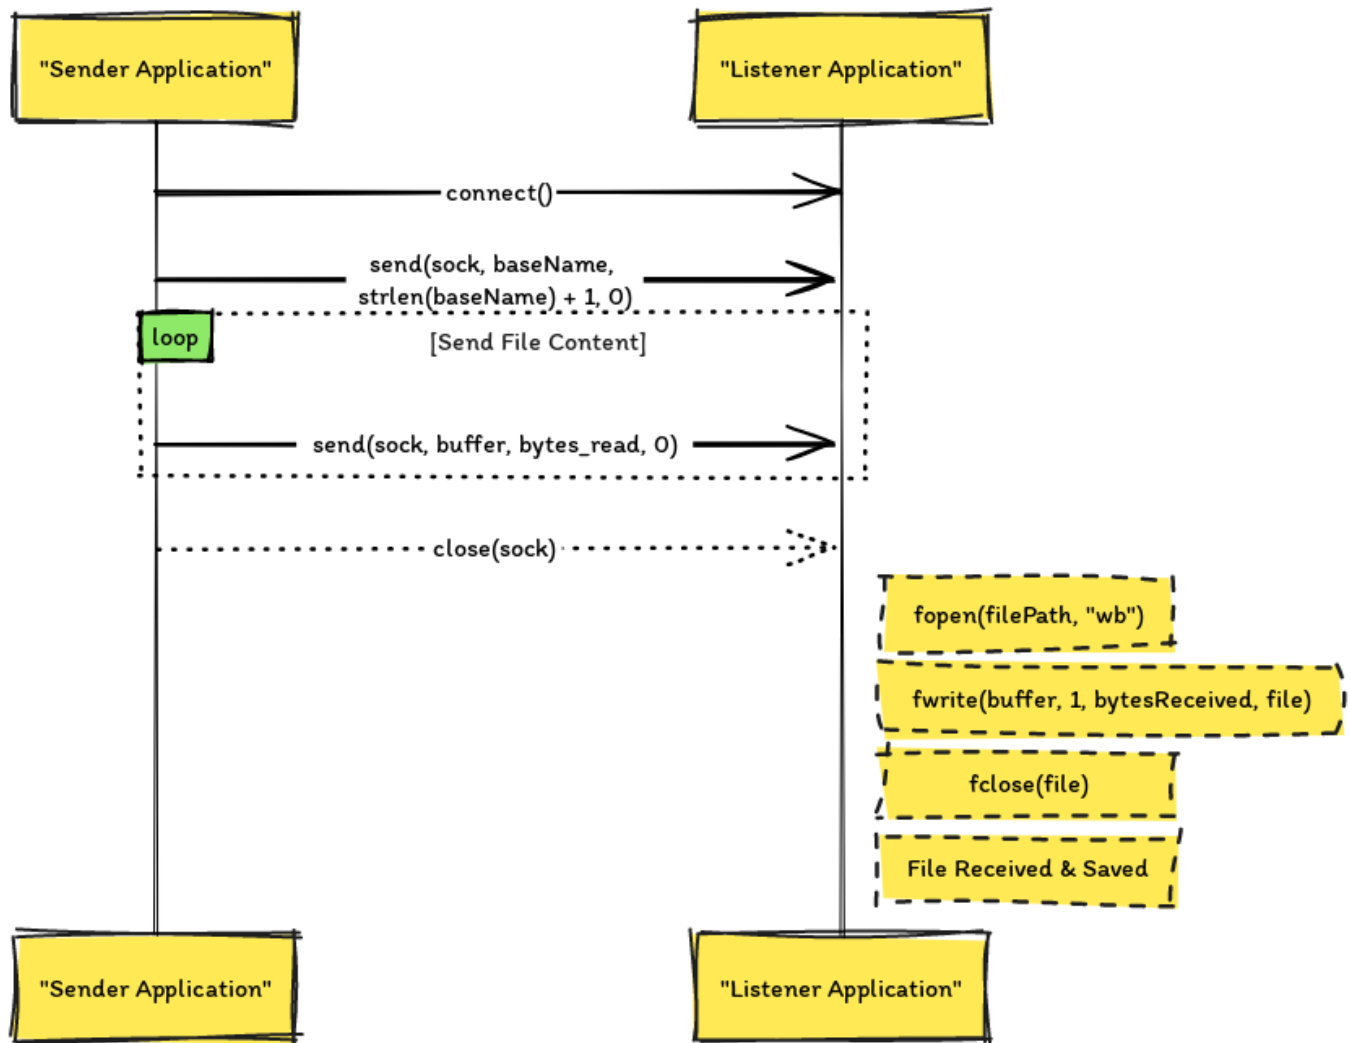 "Sender Application"
"Listener Application"
connect()
send(sock, baseName,
strlen(baseName) + 1, 0)
loop
[Send File Content]
send(sock, buffer, bytes_read, 0)
close(sock)
fopen(filePath, "wb")
fwrite(buffer, 1, bytesReceived, file)
fclose(file)
File Received & Saved
"Sender Application"
"Listener Application"